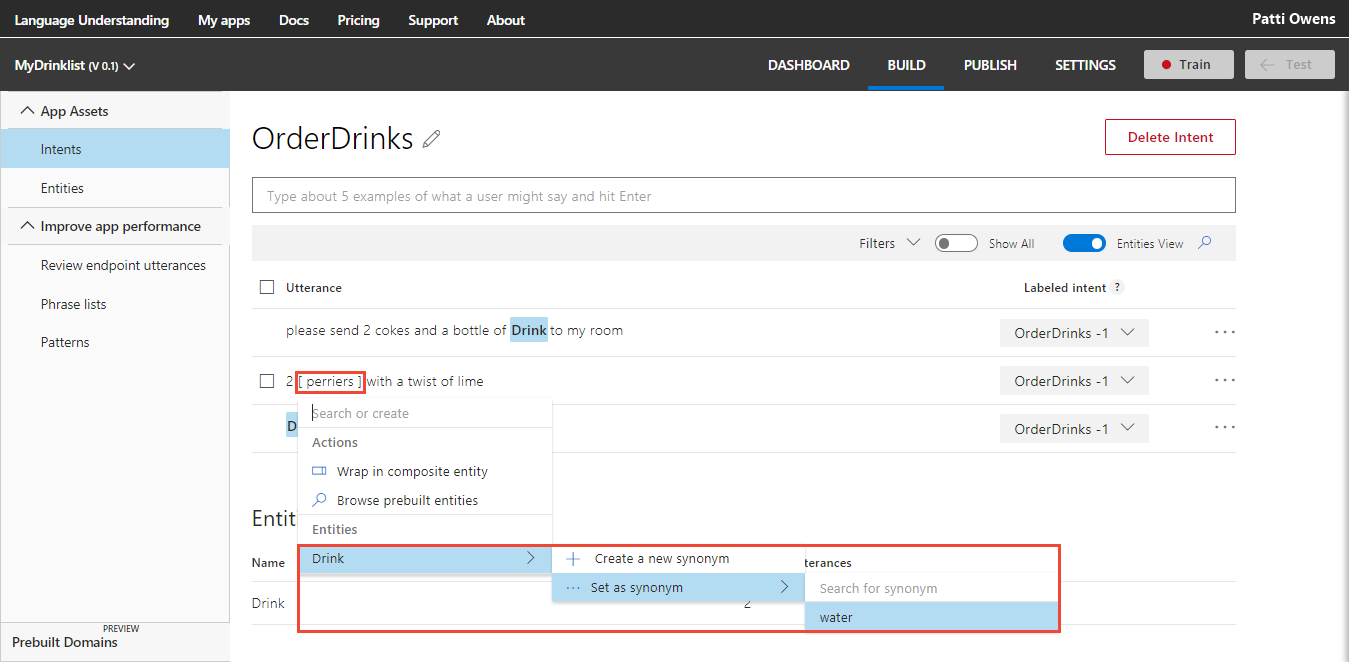 Language Understanding My apps Docs Pricing Support About Patti Owens
MyDrinklist (V 0.1) DASHBOARD BUILD PUBLISH SETTINGS Train Test
App Assets
Intents
Entities
Improve app performance
Review endpoint utterances
Phrase lists
Patterns
PREVIEW
Prebuilt Domains
OrderDrinks Delete Intent
Type about 5 examples of what a user might say and hit Enter
Filters Show All Entities View
Utterance Labeled intent ?
please send 2 cokes and a bottle of Drink to my room OrderDrinks -1 ...
2 [ perriers ] with a twist of lime OrderDrinks -1 ...
D OrderDrinks -1 ...
Search or create
Actions
Wrap in composite entity
Browse prebuilt entities
Entit
Entities
Name Drink Create a new synonym terances
... Set as synonym Search for synonym
Drink 2
water